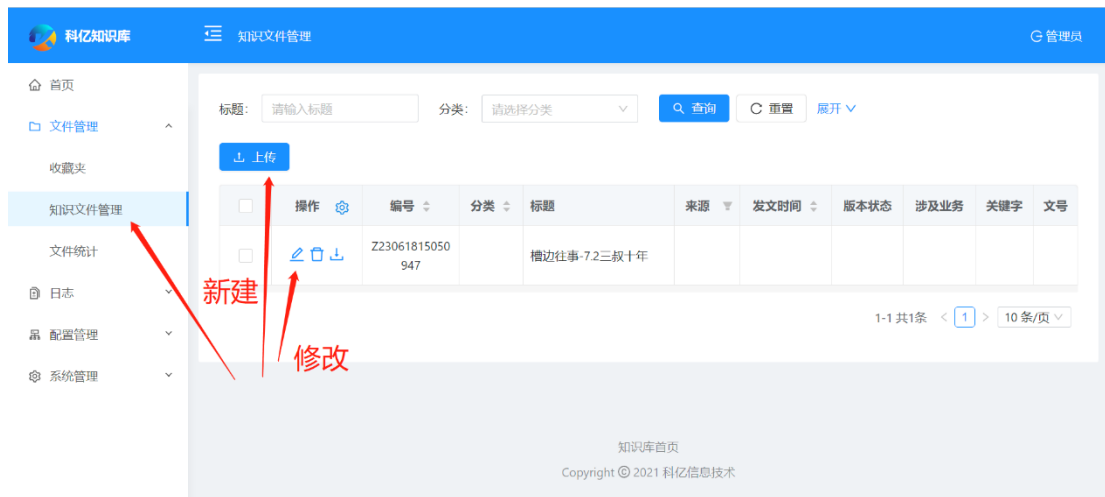 科亿知识库
知识文件管理
管理员
首页
文件管理
收藏夹
知识文件管理
文件统计
日志
配置管理
系统管理
标题: 请输入标题 分类: 请选择分类 查询 重置 展开
上传
操作 编号 分类 标题 来源 发文时间 版本状态 涉及业务 关键字 文号
Z23061815050
947
槽边往事-7.2三叔十年
新建
修改
1-1 共1条 < 1 > 10 条/页
知识库首页
Copyright © 2021 科亿信息技术